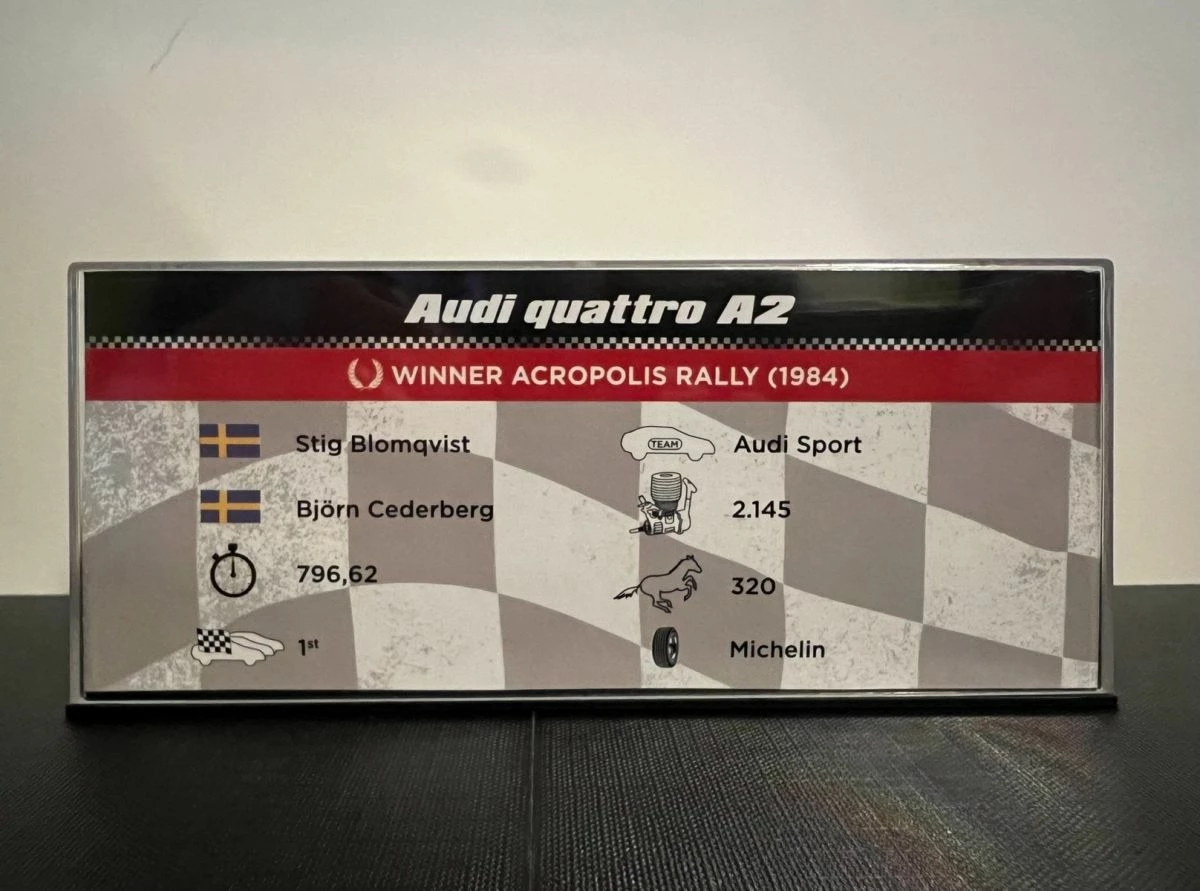 Audi quattro A2
WINNER ACROPOLIS RALLY (1984)
Stig Blomqvist
Björn Cederberg
796,62
1st
TEAM Audi Sport
2.145
320
Michelin